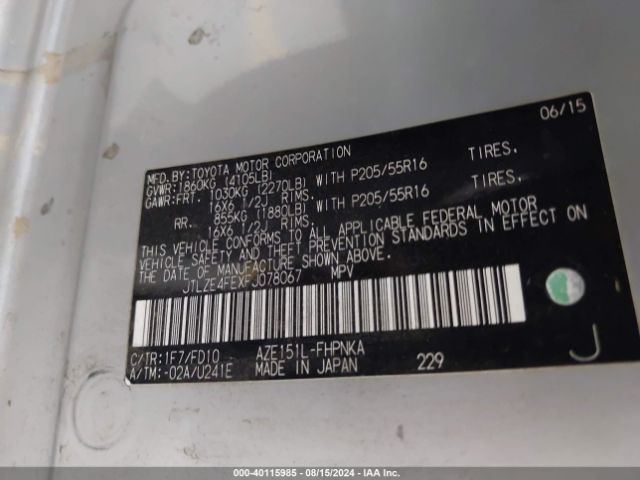 06/15
MFD.BY:TOYOTA MOTOR CORPORATION
GVWR:1860KG (4105LB)
GAWR:FRT. 1030KG (2270LB) WITH P205/55R16 TIRES.
16X6 1/2J RIMS.
RR. 855KG (1880LB) WITH P205/55R16 TIRES.
16X6 1/2J RIMS.
THIS VEHICLE CONFORMS TO ALL APPLICABLE FEDERAL MOTOR
VEHICLE SAFETY AND THEFT PREVENTION STANDARDS IN EFFECT ON
THE DATE OF MANUFACTURE SHOWN ABOVE.
JTLZE4FEXFJ078067 MPV
C/TR:1F7/FD10 AZE151L-FHPNKA
A/TM:-02A/U241E MADE IN JAPAN 229
J
000-40115985 - 08/15/2024 - IAA Inc.